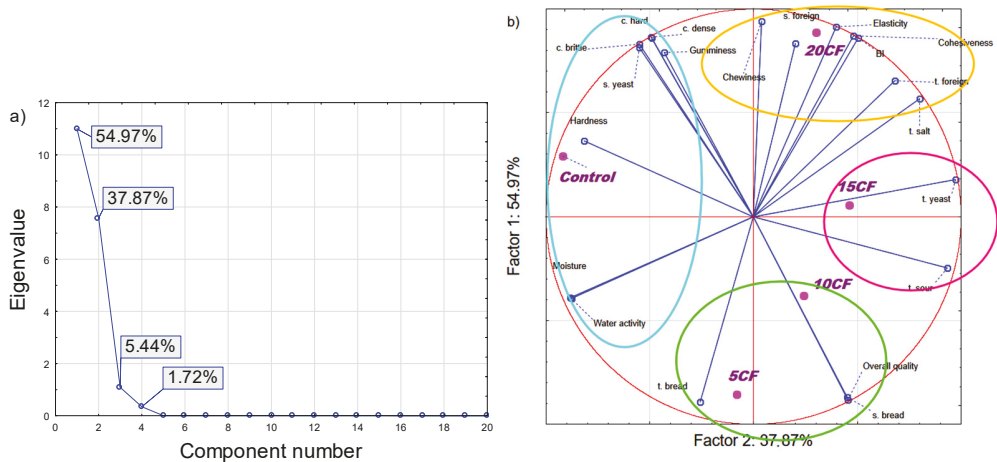 a)
12
10
8
6
4
2
0
54.97%
37.87%
5.44%
1.72%
0
2
4
6
8
10
12
14
16
18
20
Eigenvalue
Component number
b)
c. hard
s. foreign
Elasticity
c. dense
20CF
Cohesiveness
c. brittle
Gumminess
BI
s. yeast
Chewiness
t. foreign
Hardness
t. salt
Control
15CF
t. yeast
Moisture
t. sour
10CF
Water activity
Overall quality
5CF
t. bread
s. bread
Factor 1: 54.97%
Factor 2: 37,87%